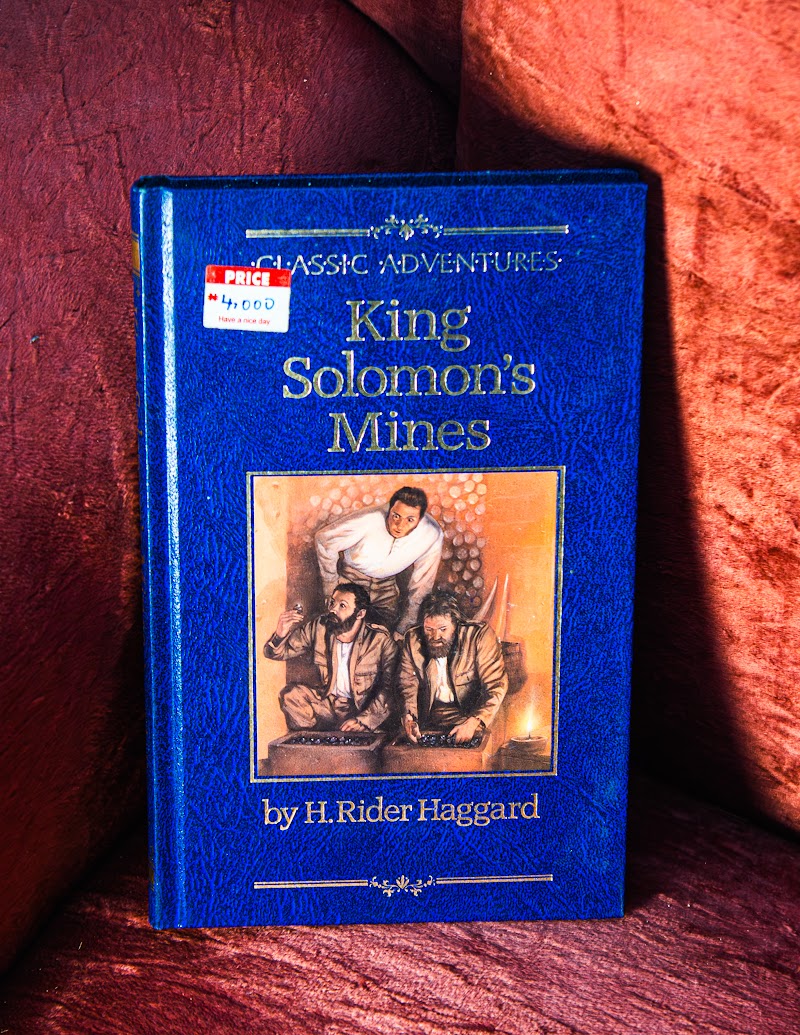 ·CLASSIC ·ADVENTURES·
PRICE
₦4,000
Have a nice day
King
Solomon's
Mines
by H. Rider Haggard